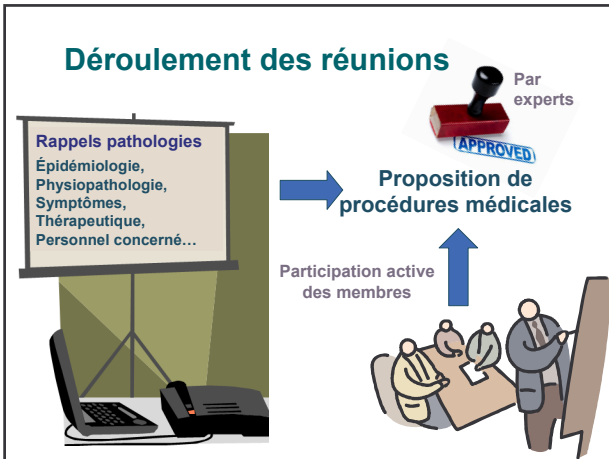 Déroulement des réunions
Par
experts
APPROVED
Rappels pathologies
Épidémiologie,
Physiopathologie,
Symptômes,
Thérapeutique,
Personnel concerné…
Proposition de
procédures médicales
Participation active
des membres